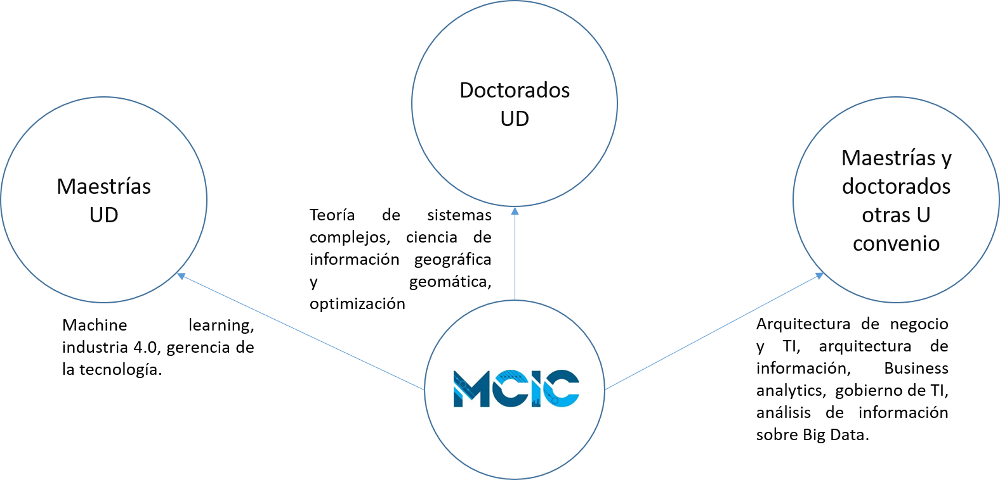 Doctorados
UD
Maestrías
UD
Maestrías y
doctorados
otras U
convenio
Teoría de sistemas
complejos, ciencia de
información geográfica
y geomática,
optimización
Machine learning,
industria 4.0, gerencia de
la tecnología.
Arquitectura de negocio
y TI, arquitectura de
información, Business
analytics, gobierno de TI,
análisis de información
sobre Big Data.
MCIC